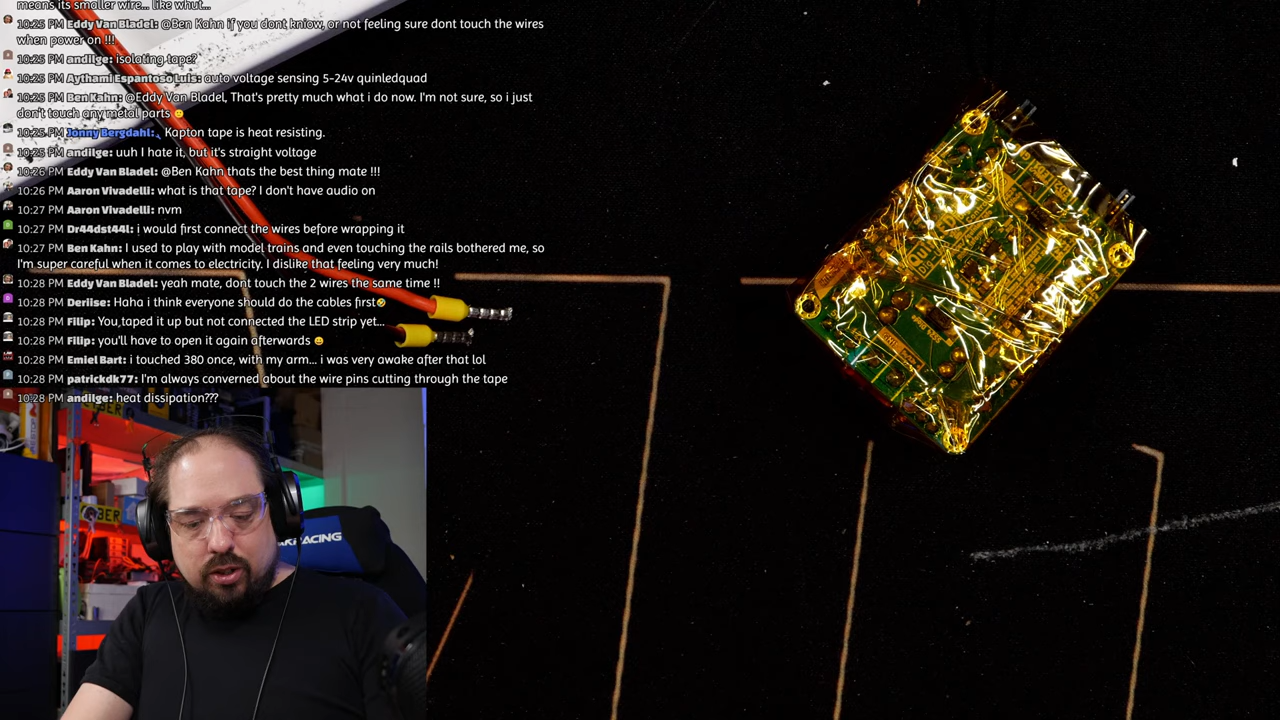 means its smaller wire... like whut...
10:25 PM Eddy Van Bladel: @Ben Kahn if you dont kniow, or not feeling sure dont touch the wires
when power on !!!
10:25 PM andilge: isolating tape?
10:25 PM Aythami Espantoso Luis: auto voltage sensing 5-24v quinledquad
10:25 PM Ben Kahn: @Eddy Van Bladel, That's pretty much what i do now. I'm not sure, so i just
don't touch any metal parts 🙂
10:25 PM Jonny Bergdahl: Kapton tape is heat resisting.
10:25 PM andilge: uuh I hate it, but it's straight voltage
10:26 PM Eddy Van Bladel: @Ben Kahn thats the best thing mate !!!
10:26 PM Aaron Vivadelli: what is that tape? I don't have audio on
10:27 PM Aaron Vivadelli: nvm
10:27 PM Dr44dst44l: i would first connect the wires before wrapping it
10:27 PM Ben Kahn: I used to play with model trains and even touching the rails bothered me, so
I'm super careful when it comes to electricity. I dislike that feeling very much!
10:28 PM Eddy Van Bladel: yeah mate, dont touch the 2 wires the same time !!
10:28 PM Deriise: Haha i think everyone should do the cables first🤣
10:28 PM Filip: You taped it up but not connected the LED strip yet...
10:28 PM Filip: you'll have to open it again afterwards 😀
10:28 PM Emiel Bart: i touched 380 once, with my arm... i was very awake after that lol
10:28 PM patrickdk77: I'm always converned about the wire pins cutting through the tape
10:28 PM andilge: heat dissipation???
RACING